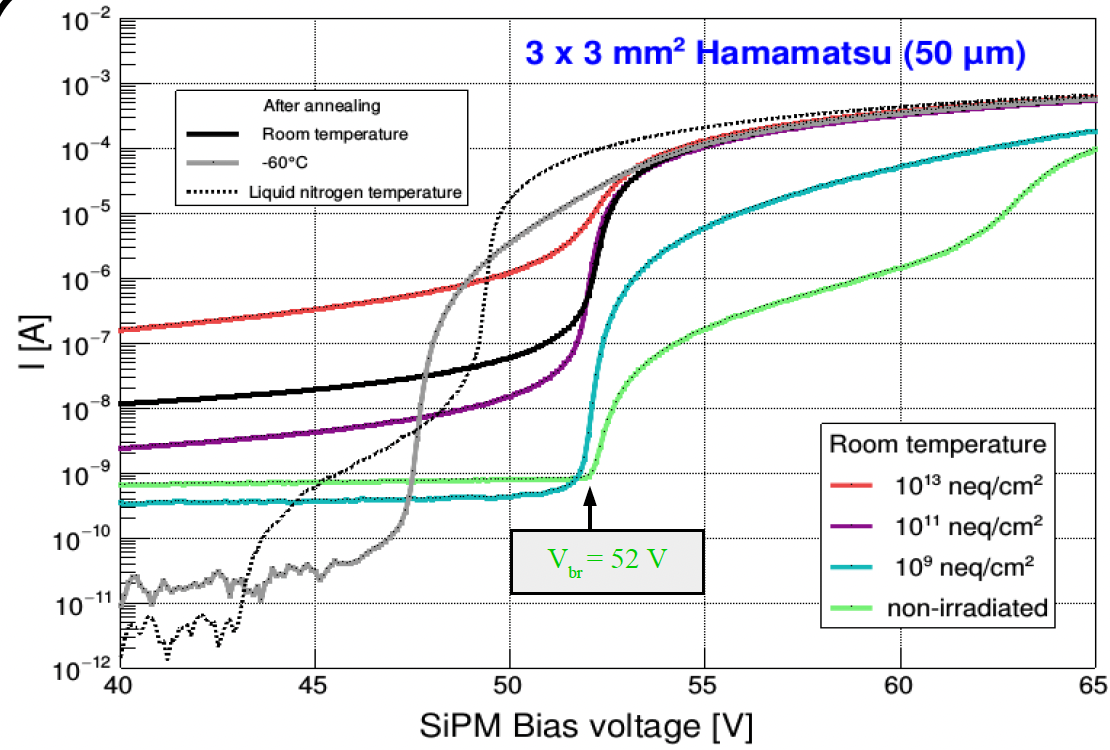 3 x 3 mm² Hamamatsu (50 μm)
After annealing
Room temperature
-60°C
Liquid nitrogen temperature
10⁻²
10⁻³
10⁻⁴
10⁻⁵
10⁻⁶
10⁻⁷
10⁻⁸
10⁻⁹
10⁻¹⁰
10⁻¹¹
10⁻¹²
I [A]
Room temperature
10¹³ neq/cm²
10¹¹ neq/cm²
10⁹ neq/cm²
non-irradiated
V_br = 52 V
40 45 50 55 60 65
SiPM Bias voltage [V]